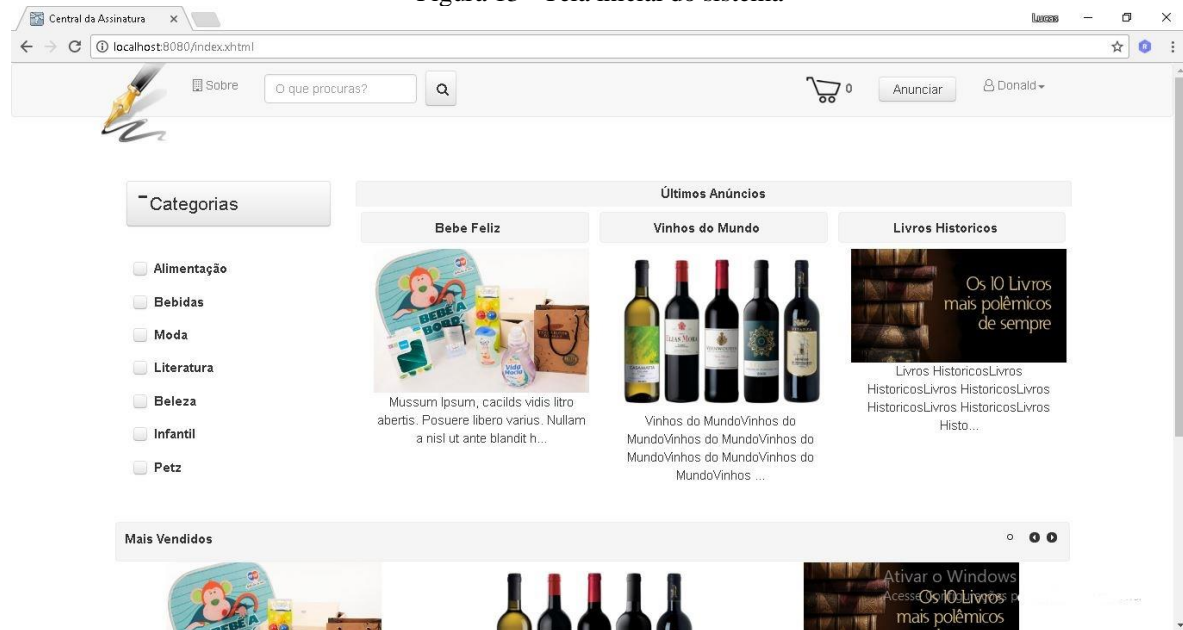 Figura 13 – Tela inicial do sistema
Central da Assinatura
Lucas
localhost:8080/index.xhtml
Sobre
O que procuras?
0
Anunciar
Donald
Categorias
Últimos Anúncios
Bebe Feliz
Vinhos do Mundo
Livros Historicos
Alimentação
Bebidas
Moda
Literatura
Beleza
Infantil
Petz
BEBÊ A
BORDO
Mussum Ipsum, cacilds vidis litro
abertis. Posuere libero varius. Nullam
a nisl ut ante blandit h...
Vinhos do MundoVinhos do
MundoVinhos do MundoVinhos do
MundoVinhos do MundoVinhos do
MundoVinhos ...
Os 10 Livros
mais polêmicos
de sempre
Livros HistoricosLivros
HistoricosLivros HistoricosLivros
HistoricosLivros HistoricosLivros
Histo...
Mais Vendidos
Ativar o Windows
Os 10 Livros
mais polêmicos